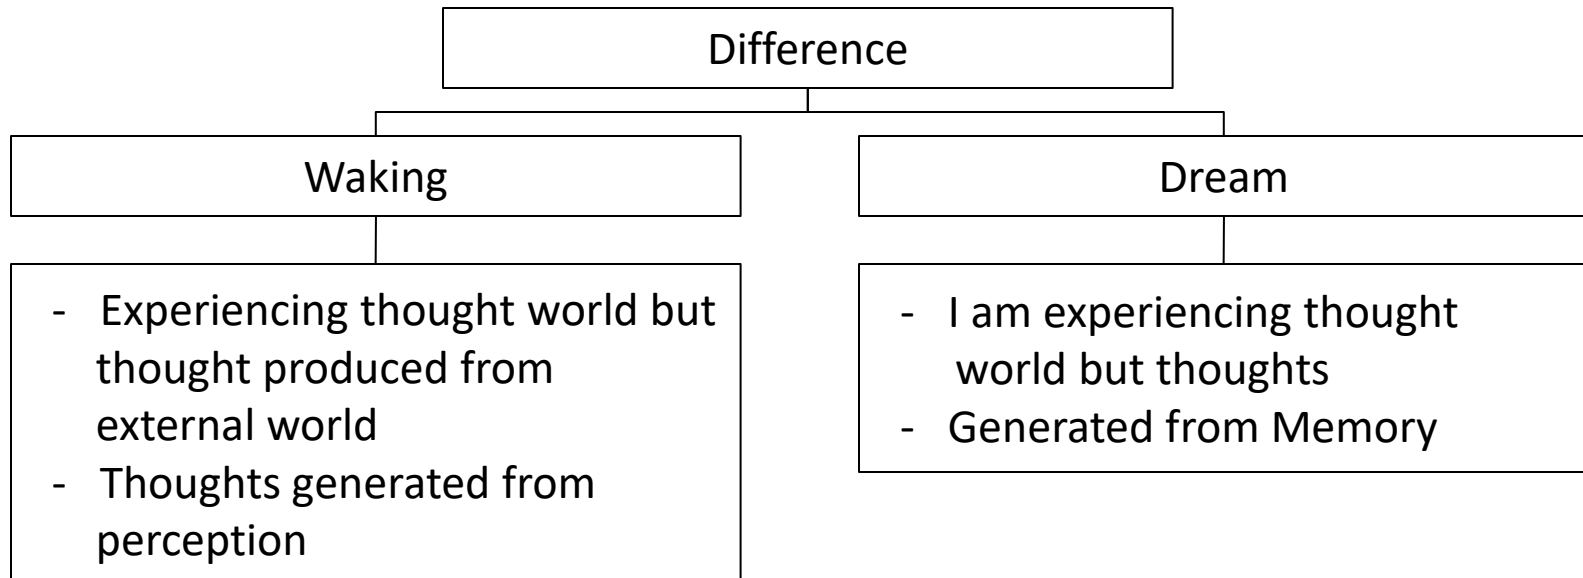 Difference
Waking
Dream
- Experiencing thought world but
thought produced from
external world
- Thoughts generated from
perception
- I am experiencing thought
world but thoughts
- Generated from Memory